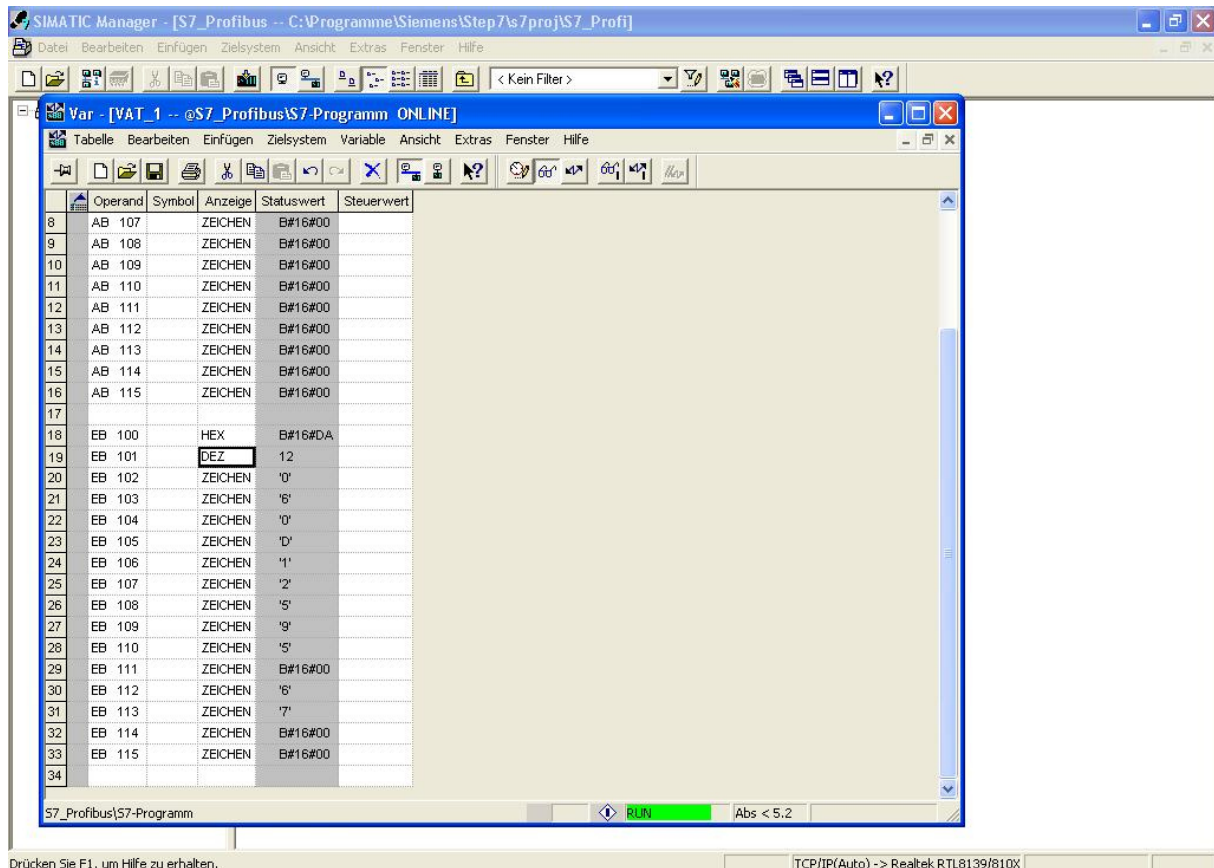 SIMATIC Manager - [S7_Profibus -- C:\Programme\Siemens\Step7\s7proj\S7_Profi]
Datei Bearbeiten Einfügen Zielsystem Ansicht Extras Fenster Hilfe
< Kein Filter >
Var - [VAT_1 -- @S7_Profibus\S7-Programm ONLINE]
Tabelle Bearbeiten Einfügen Zielsystem Variable Ansicht Extras Fenster Hilfe
Operand Symbol Anzeige Statuswert Steuerwert
8 AB 107 ZEICHEN B#16#00
9 AB 108 ZEICHEN B#16#00
10 AB 109 ZEICHEN B#16#00
11 AB 110 ZEICHEN B#16#00
12 AB 111 ZEICHEN B#16#00
13 AB 112 ZEICHEN B#16#00
14 AB 113 ZEICHEN B#16#00
15 AB 114 ZEICHEN B#16#00
16 AB 115 ZEICHEN B#16#00
17
18 EB 100 HEX B#16#DA
19 EB 101 DEZ 12
20 EB 102 ZEICHEN '0'
21 EB 103 ZEICHEN '6'
22 EB 104 ZEICHEN '0'
23 EB 105 ZEICHEN 'D'
24 EB 106 ZEICHEN '1'
25 EB 107 ZEICHEN '2'
26 EB 108 ZEICHEN '5'
27 EB 109 ZEICHEN '9'
28 EB 110 ZEICHEN '5'
29 EB 111 ZEICHEN B#16#00
30 EB 112 ZEICHEN '6'
31 EB 113 ZEICHEN '7'
32 EB 114 ZEICHEN B#16#00
33 EB 115 ZEICHEN B#16#00
34
S7_Profibus\S7-Programm RUN Abs < 5.2
Drücken Sie F1, um Hilfe zu erhalten. TCP/IP(Auto) -> Realtek RTL8139/810X